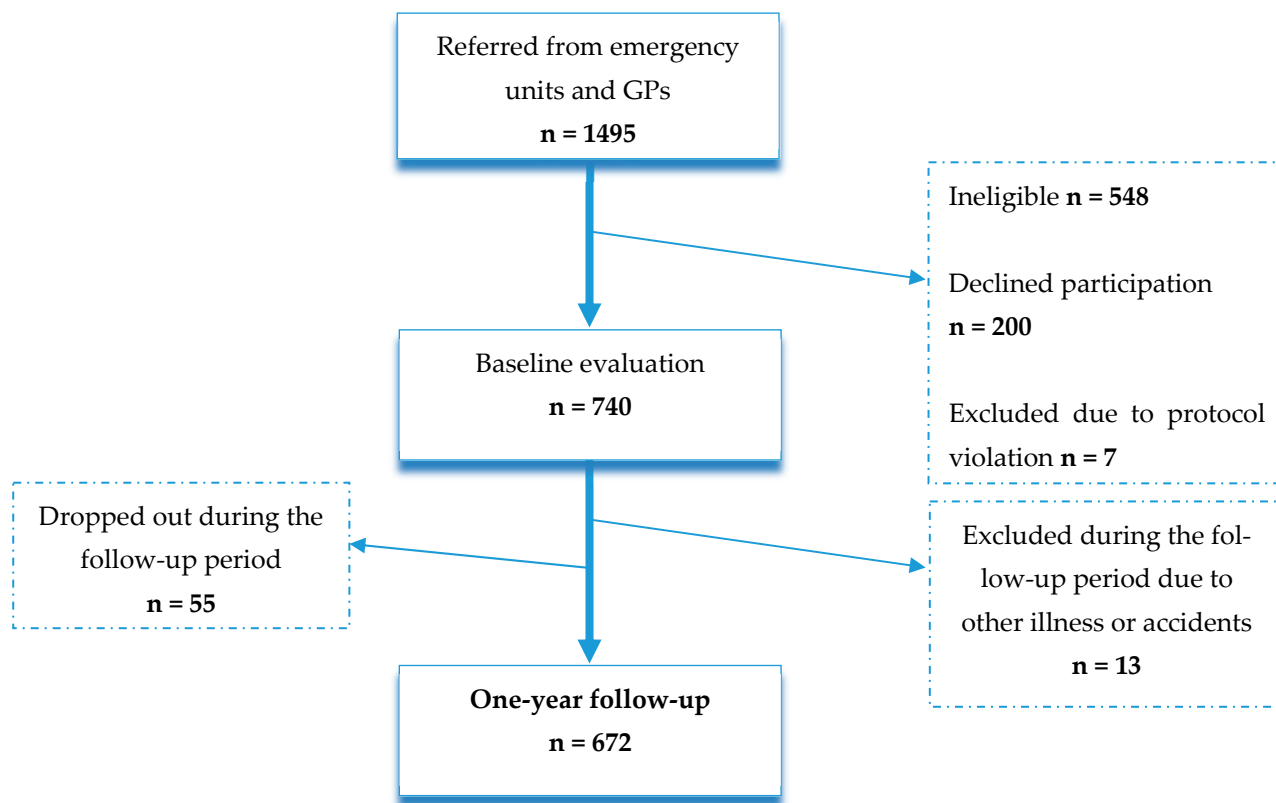 Referred from emergency
units and GPs
n = 1495
Ineligible n = 548
Declined participation
n = 200
Excluded due to protocol
violation n = 7
Baseline evaluation
n = 740
Dropped out during the
follow-up period
n = 55
Excluded during the fol-
low-up period due to
other illness or accidents
n = 13
One-year follow-up
n = 672